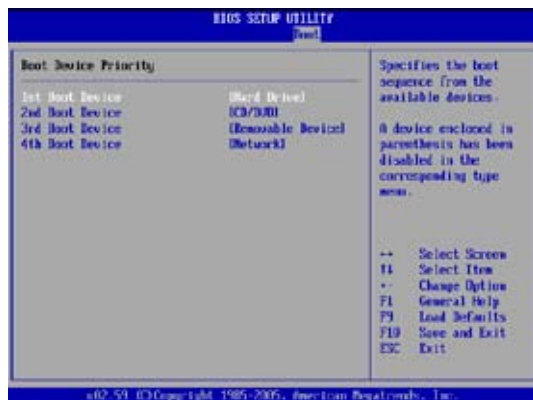 BIOS SETUP UTILITY
Boot
Boot Device Priority
1st Boot Device [Hard Drive]
2nd Boot Device [CD/DVD]
3rd Boot Device [Removable Device]
4th Boot Device [Network]
Specifies the boot
sequence from the
available devices.
A device enclosed in
parenthesis has been
disabled in the
corresponding type
menu.
↔ Select Screen
↑↓ Select Item
+- Change Option
F1 General Help
F9 Load Defaults
F10 Save and Exit
ESC Exit
v02.59 (C)Copyright 1985-2005, American Megatrends, Inc.